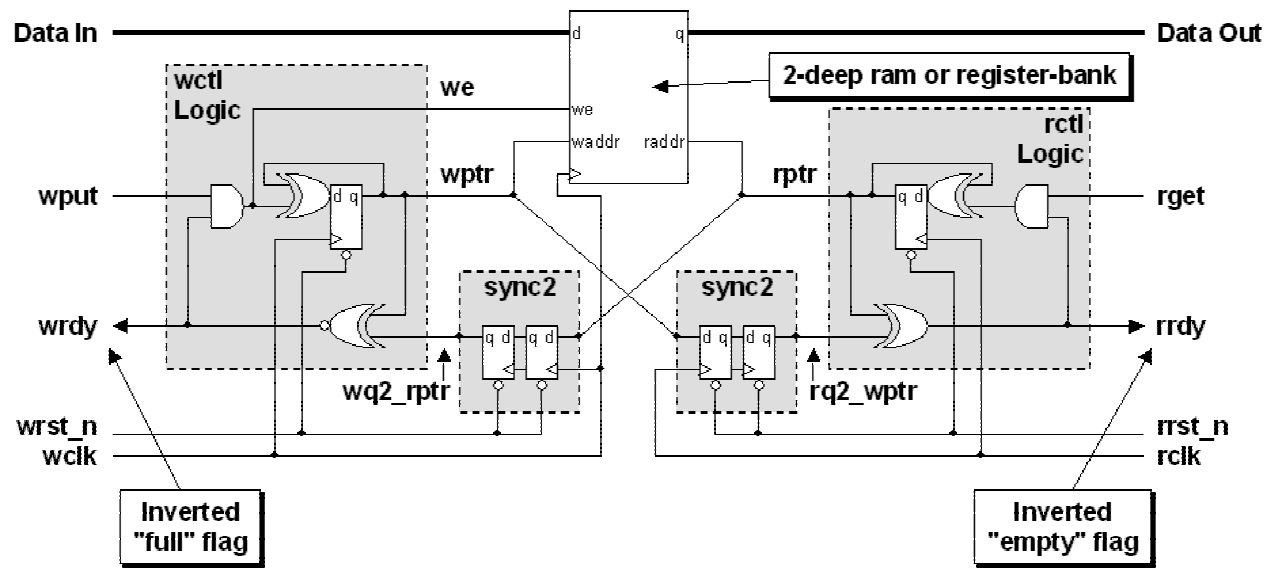 Data In
d
q
Data Out
wctl
Logic
we
we
2-deep ram or register-bank
rctl
Logic
waddr
raddr
wput
d q
wptr
rptr
q d
rget
sync2
sync2
wrdy
q d
q d
d q
d q
rrdy
wq2_rptr
rq2_wptr
wrst_n
rrst_n
wclk
rclk
Inverted
"full" flag
Inverted
"empty" flag